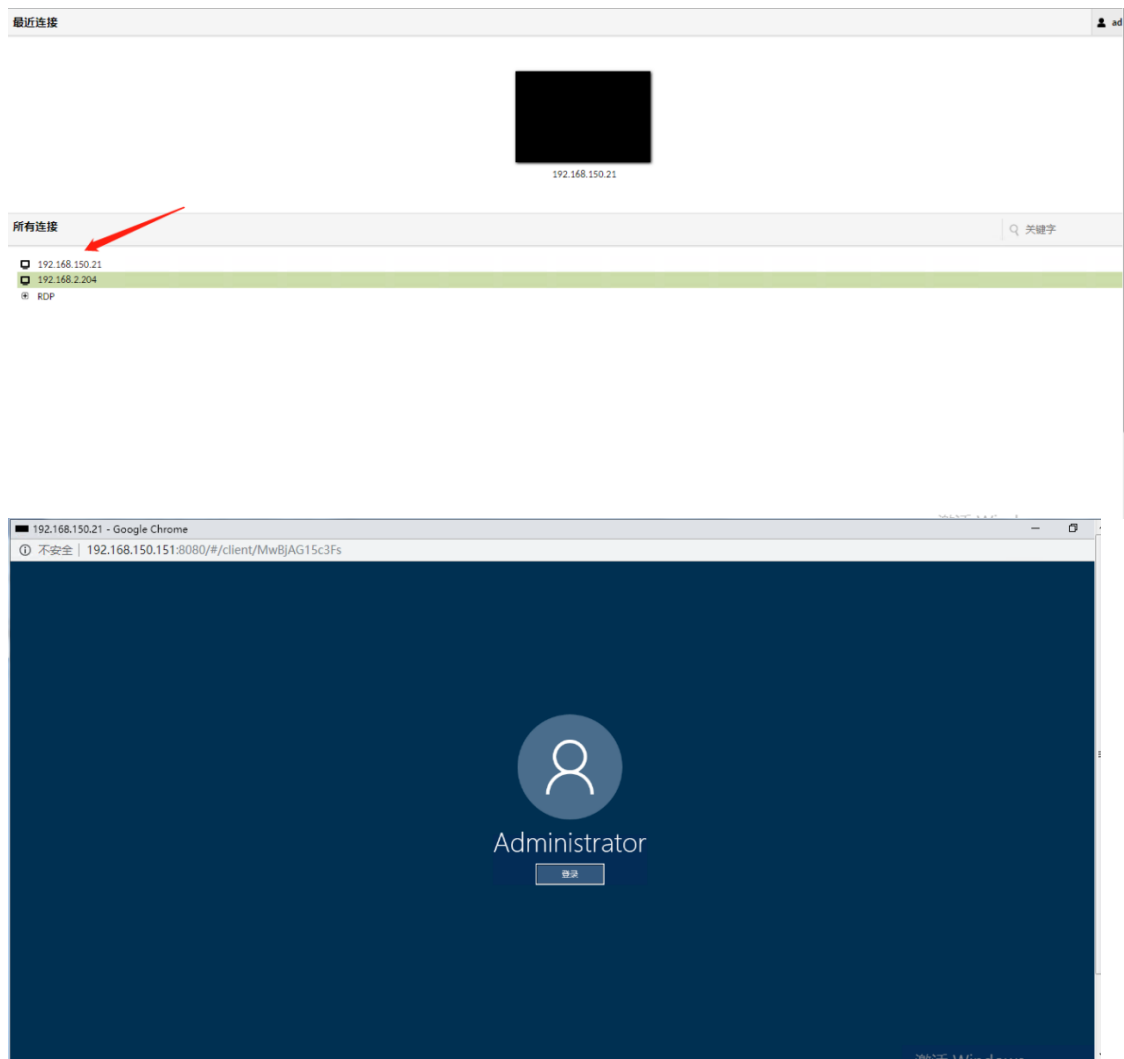 最近连接
ad
192.168.150.21
所有连接
关键字
192.168.150.21
192.168.2.204
RDP
192.168.150.21 - Google Chrome
不安全 | 192.168.150.151:8080/#/client/MwBjAG15c3Fs
Administrator
登录